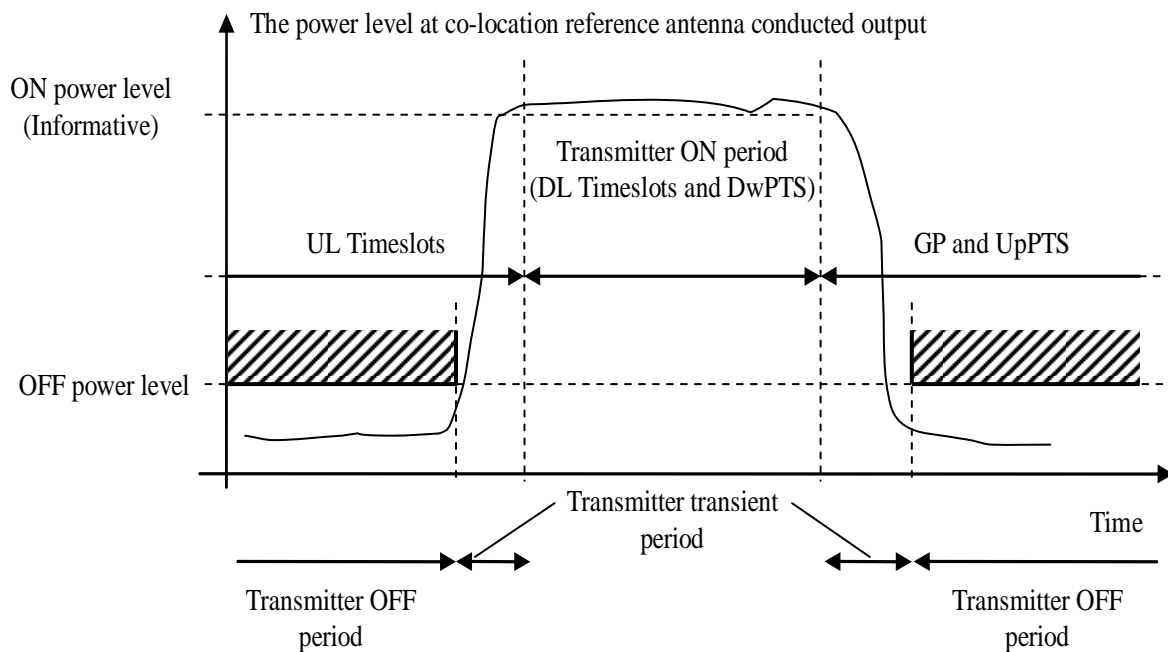 The power level at co-location reference antenna conducted output
ON power level
(Informative)
Transmitter ON period
(DL Timeslots and DwPTS)
UL Timeslots
GP and UpPTS
OFF power level
Transmitter transient
period
Time
Transmitter OFF
period
Transmitter OFF
period